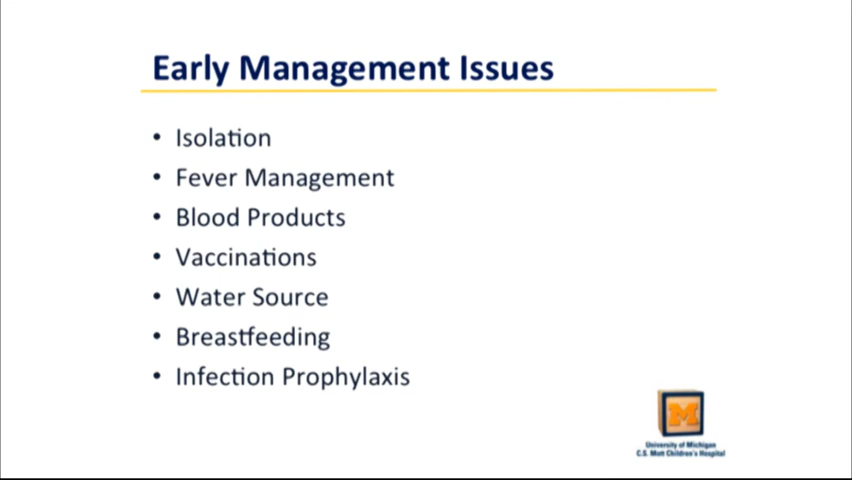 Early Management Issues
• Isolation
• Fever Management
• Blood Products
• Vaccinations
• Water Source
• Breastfeeding
• Infection Prophylaxis
M
University of Michigan
C.S. Mott Children's Hospital